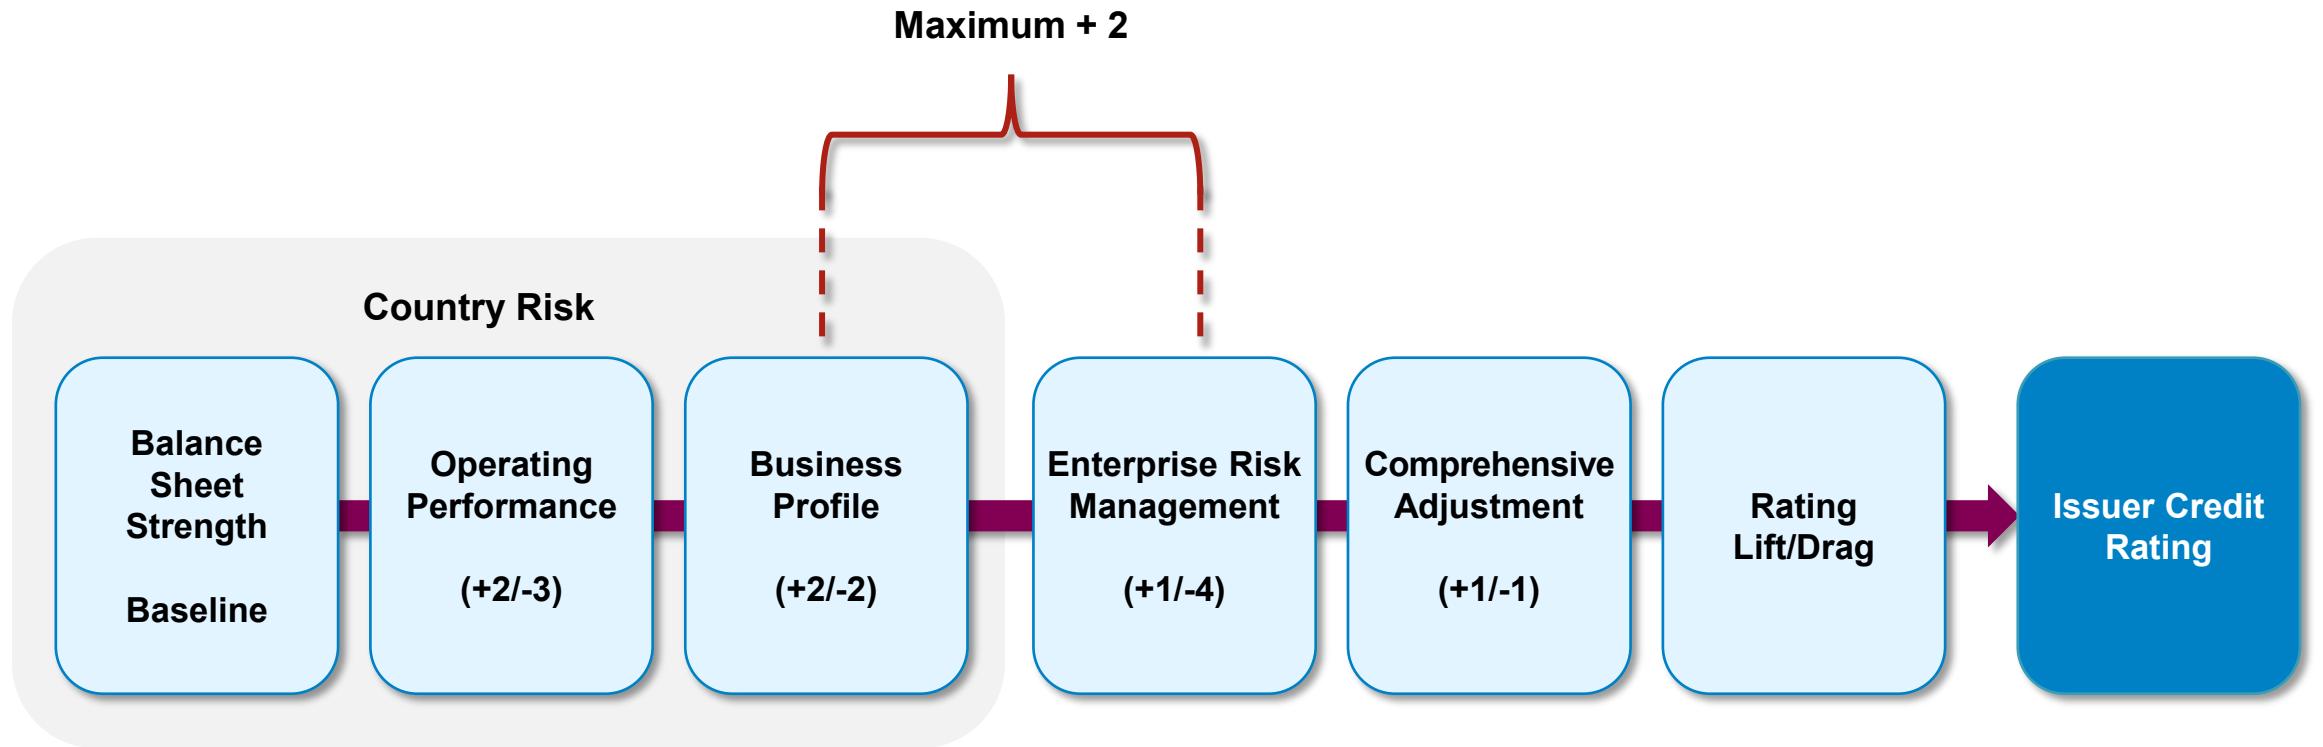 Maximum + 2
Country Risk
Balance
Sheet
Strength
Baseline
Operating
Performance
(+2/-3)
Business
Profile
(+2/-2)
Enterprise Risk
Management
(+1/-4)
Comprehensive
Adjustment
(+1/-1)
Rating
Lift/Drag
Issuer Credit
Rating